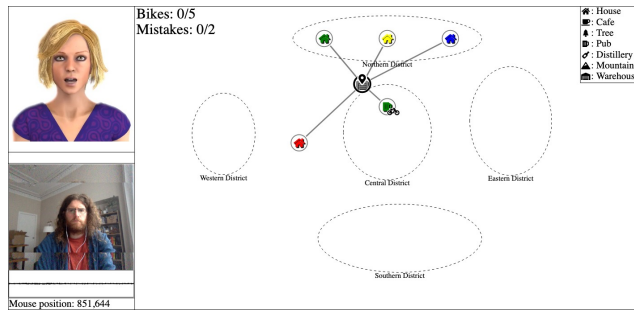 Bikes: 0/5
Mistakes: 0/2
: House
: Cafe
: Tree
: Pub
: Distillery
: Mountain
: Warehous
Northern District
Western District
Central District
Eastern District
Southern District
Mouse position: 851,644